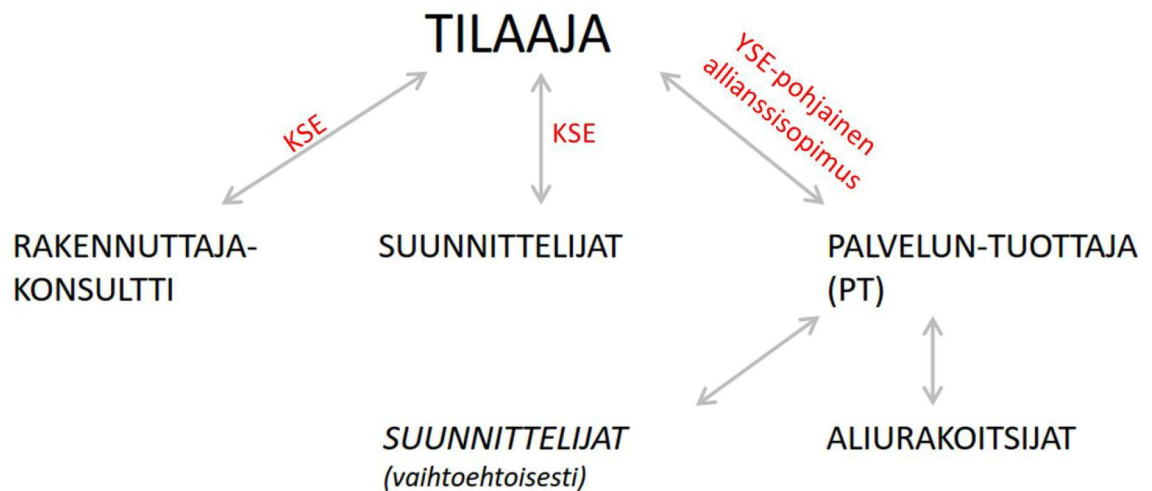 TILAAJA
YSE-pohjainen
allianssisopimus
KSE
KSE
RAKENNUTTAJA-
KONSULTTI
SUUNNITTELIJAT
PALVELUN-TUOTTAJA
(PT)
SUUNNITTELIJAT
(vaihtoehtoisesti)
ALIURAKOITSIJAT